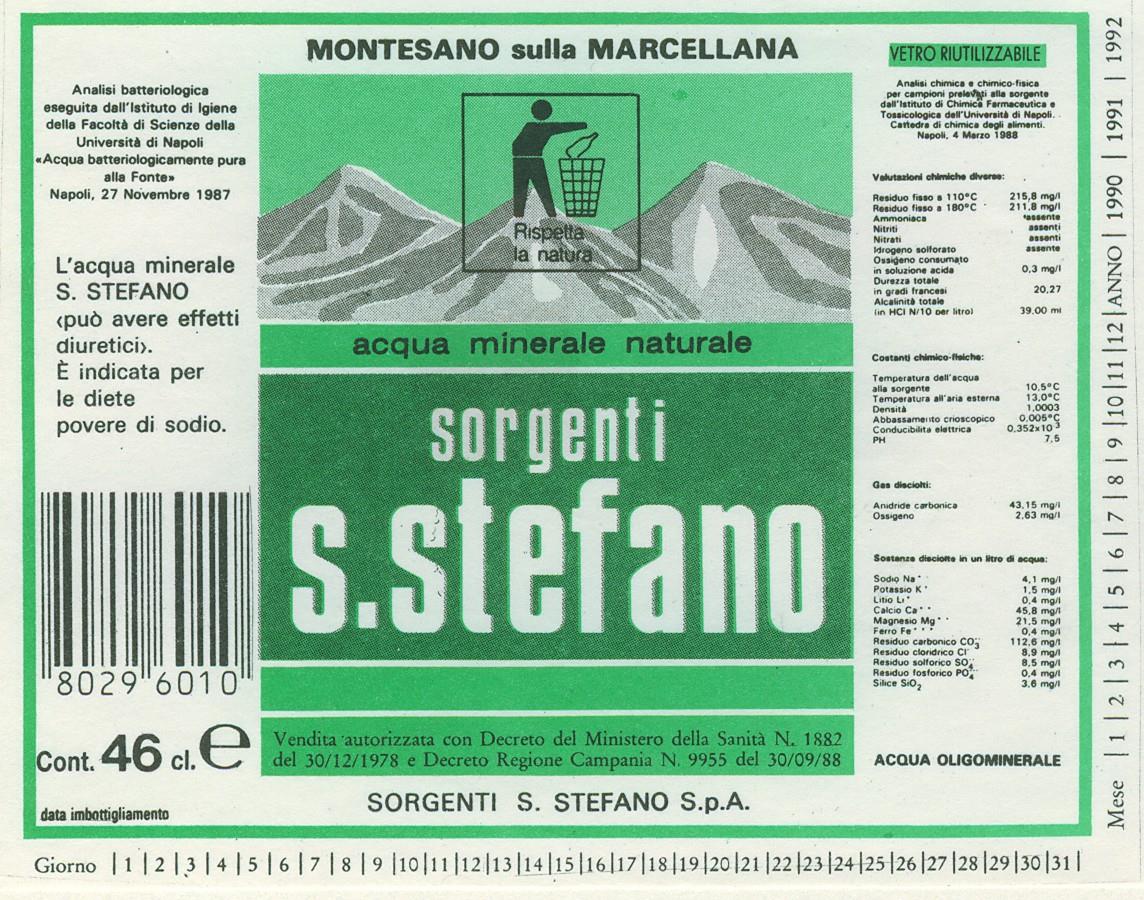 MONTESANO sulla MARCELLANA
Analisi batteriologica
eseguita dall'Istituto di Igiene
della Facoltà di Scienze della
Università di Napoli
«Acqua batteriologicamente pura
alla Fonte»
Napoli, 27 Novembre 1987
L'acqua minerale
S. STEFANO
‹può avere effetti
diuretici›.
È indicata per
le diete
povere di sodio.
8029 6010
Cont. 46 cl. e
data imbottigliamento
Rispetta
la natura
acqua minerale naturale
sorgenti
s.stefano
Vendita autorizzata con Decreto del Ministero della Sanità N. 1882
del 30/12/1978 e Decreto Regione Campania N. 9955 del 30/09/88
SORGENTI S. STEFANO S.p.A.
VETRO RIUTILIZZABILE
Analisi chimica e chimico-fisica
per campioni prelevati alla sorgente
dall'Istituto di Chimica Farmaceutica e
Tossicologica dell'Università di Napoli.
Cattedra di chimica degli alimenti.
Napoli, 4 Marzo 1988
Valutazioni chimiche diverse:
Residuo fisso a 110°C 215,8 mg/l
Residuo fisso a 180°C 211,8 mg/l
Ammoniaca assente
Nitriti assenti
Nitrati assenti
Idrogeno solforato assente
Ossigeno consumato
in soluzione acida 0,3 mg/l
Durezza totale
in gradi francesi 20,27
Alcalinità totale
(in HCl N/10 per litro) 39,00 ml
Costanti chimico-fisiche:
Temperatura dell'acqua
alla sorgente 10,5°C
Temperatura all'aria esterna 13,0°C
Densità 1,0003
Abbassamento crioscopico 0,005°C
Conducibilità elettrica 0,352x10³
PH 7,5
Gas disciolti:
Anidride carbonica 43,15 mg/l
Ossigeno 2,63 mg/l
Sostanze disciolte in un litro di acqua:
Sodio Na⁺ 4,1 mg/l
Potassio K⁺ 1,5 mg/l
Litio Li⁺ 0,4 mg/l
Calcio Ca⁺⁺ 45,8 mg/l
Magnesio Mg⁺⁺ 21,5 mg/l
Ferro Fe⁺⁺⁺ 0,4 mg/l
Residuo carbonico CO₃⁻⁻ 112,6 mg/l
Residuo cloridrico Cl⁻ 8,9 mg/l
Residuo solforico SO₄⁻⁻ 8,5 mg/l
Residuo fosforico PO₄⁻⁻⁻ 0,4 mg/l
Silice SiO₂ 3,6 mg/l
ACQUA OLIGOMINERALE
Mese |1|2|3|4|5|6|7|8|9|10|11|12|ANNO|1990|1991|1992
Giorno |1|2|3|4|5|6|7|8|9|10|11|12|13|14|15|16|17|18|19|20|21|22|23|24|25|26|27|28|29|30|31|